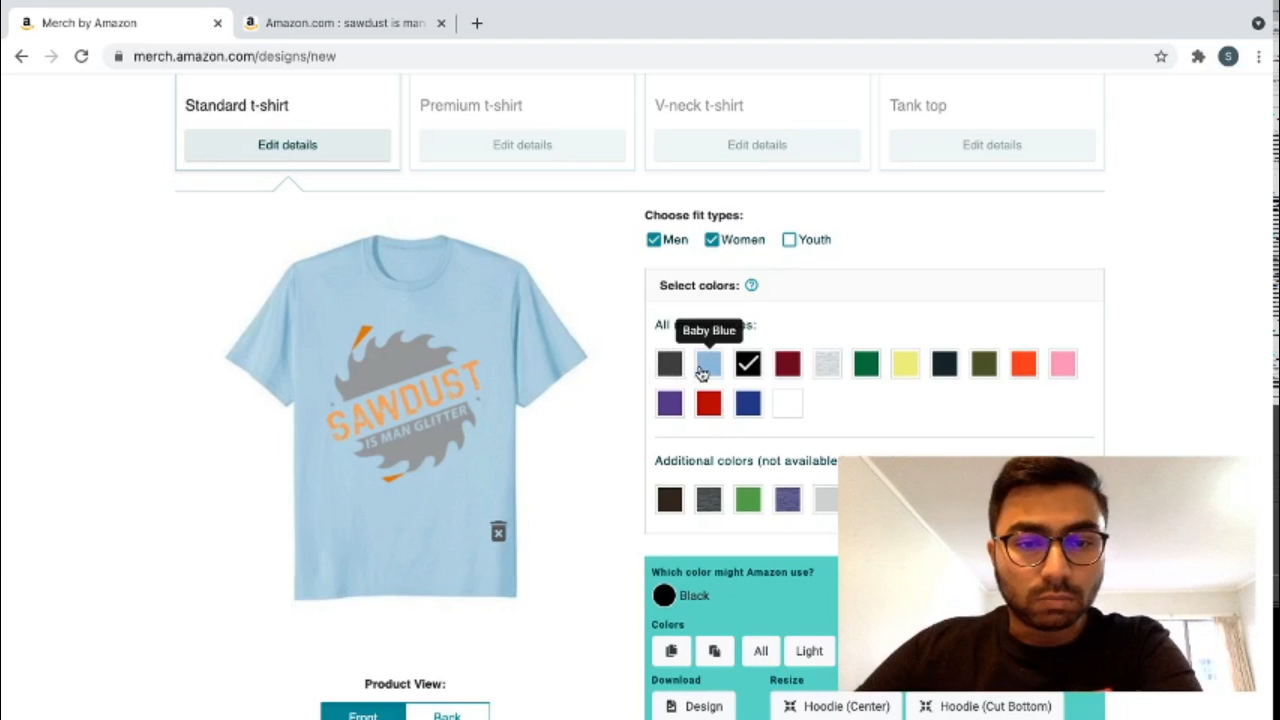 Merch by Amazon
Amazon.com : sawdust is man
merch.amazon.com/designs/new
S
Standard t-shirt
Premium t-shirt
V-neck t-shirt
Tank top
Edit details
Edit details
Edit details
Edit details
Choose fit types:
Men
Women
Youth
Select colors:
All
s:
Baby Blue
SAWDUST
IS MAN GLITTER
Additional colors (not available
Which color might Amazon use?
Black
Colors
All
Light
Download
Resize
Design
Hoodie (Center)
Hoodie (Cut Bottom)
Product View:
Front
Back